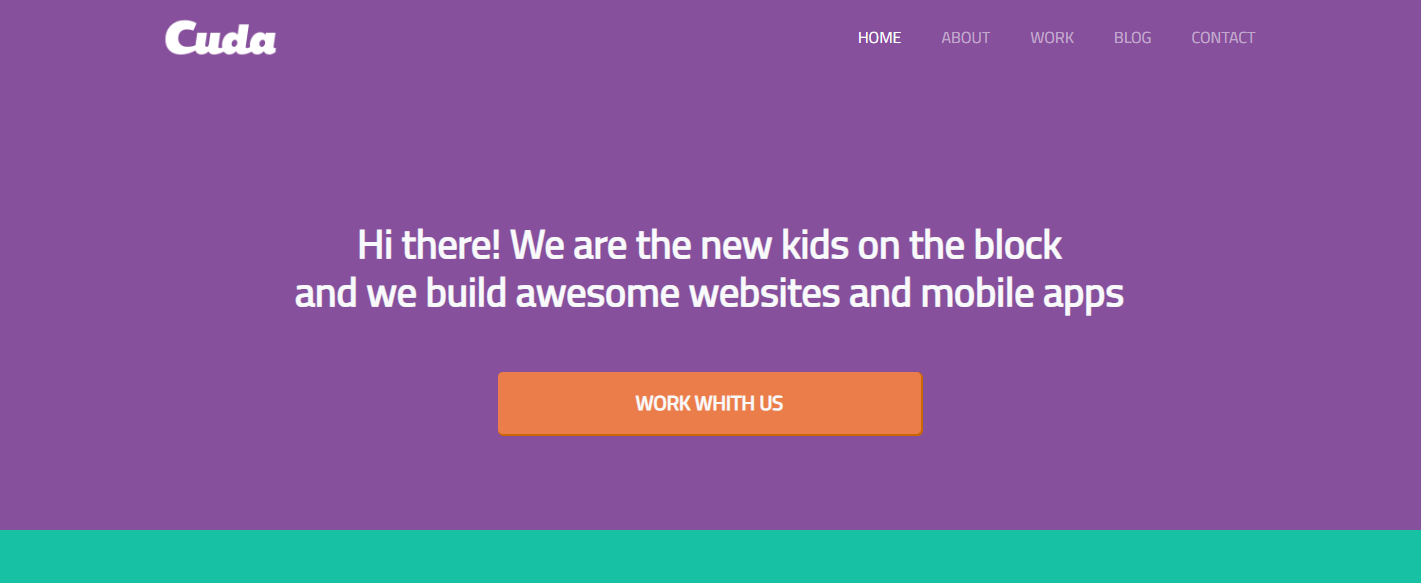 Cuda
HOME ABOUT WORK BLOG CONTACT
Hi there! We are the new kids on the block
and we build awesome websites and mobile apps
WORK WHITH US